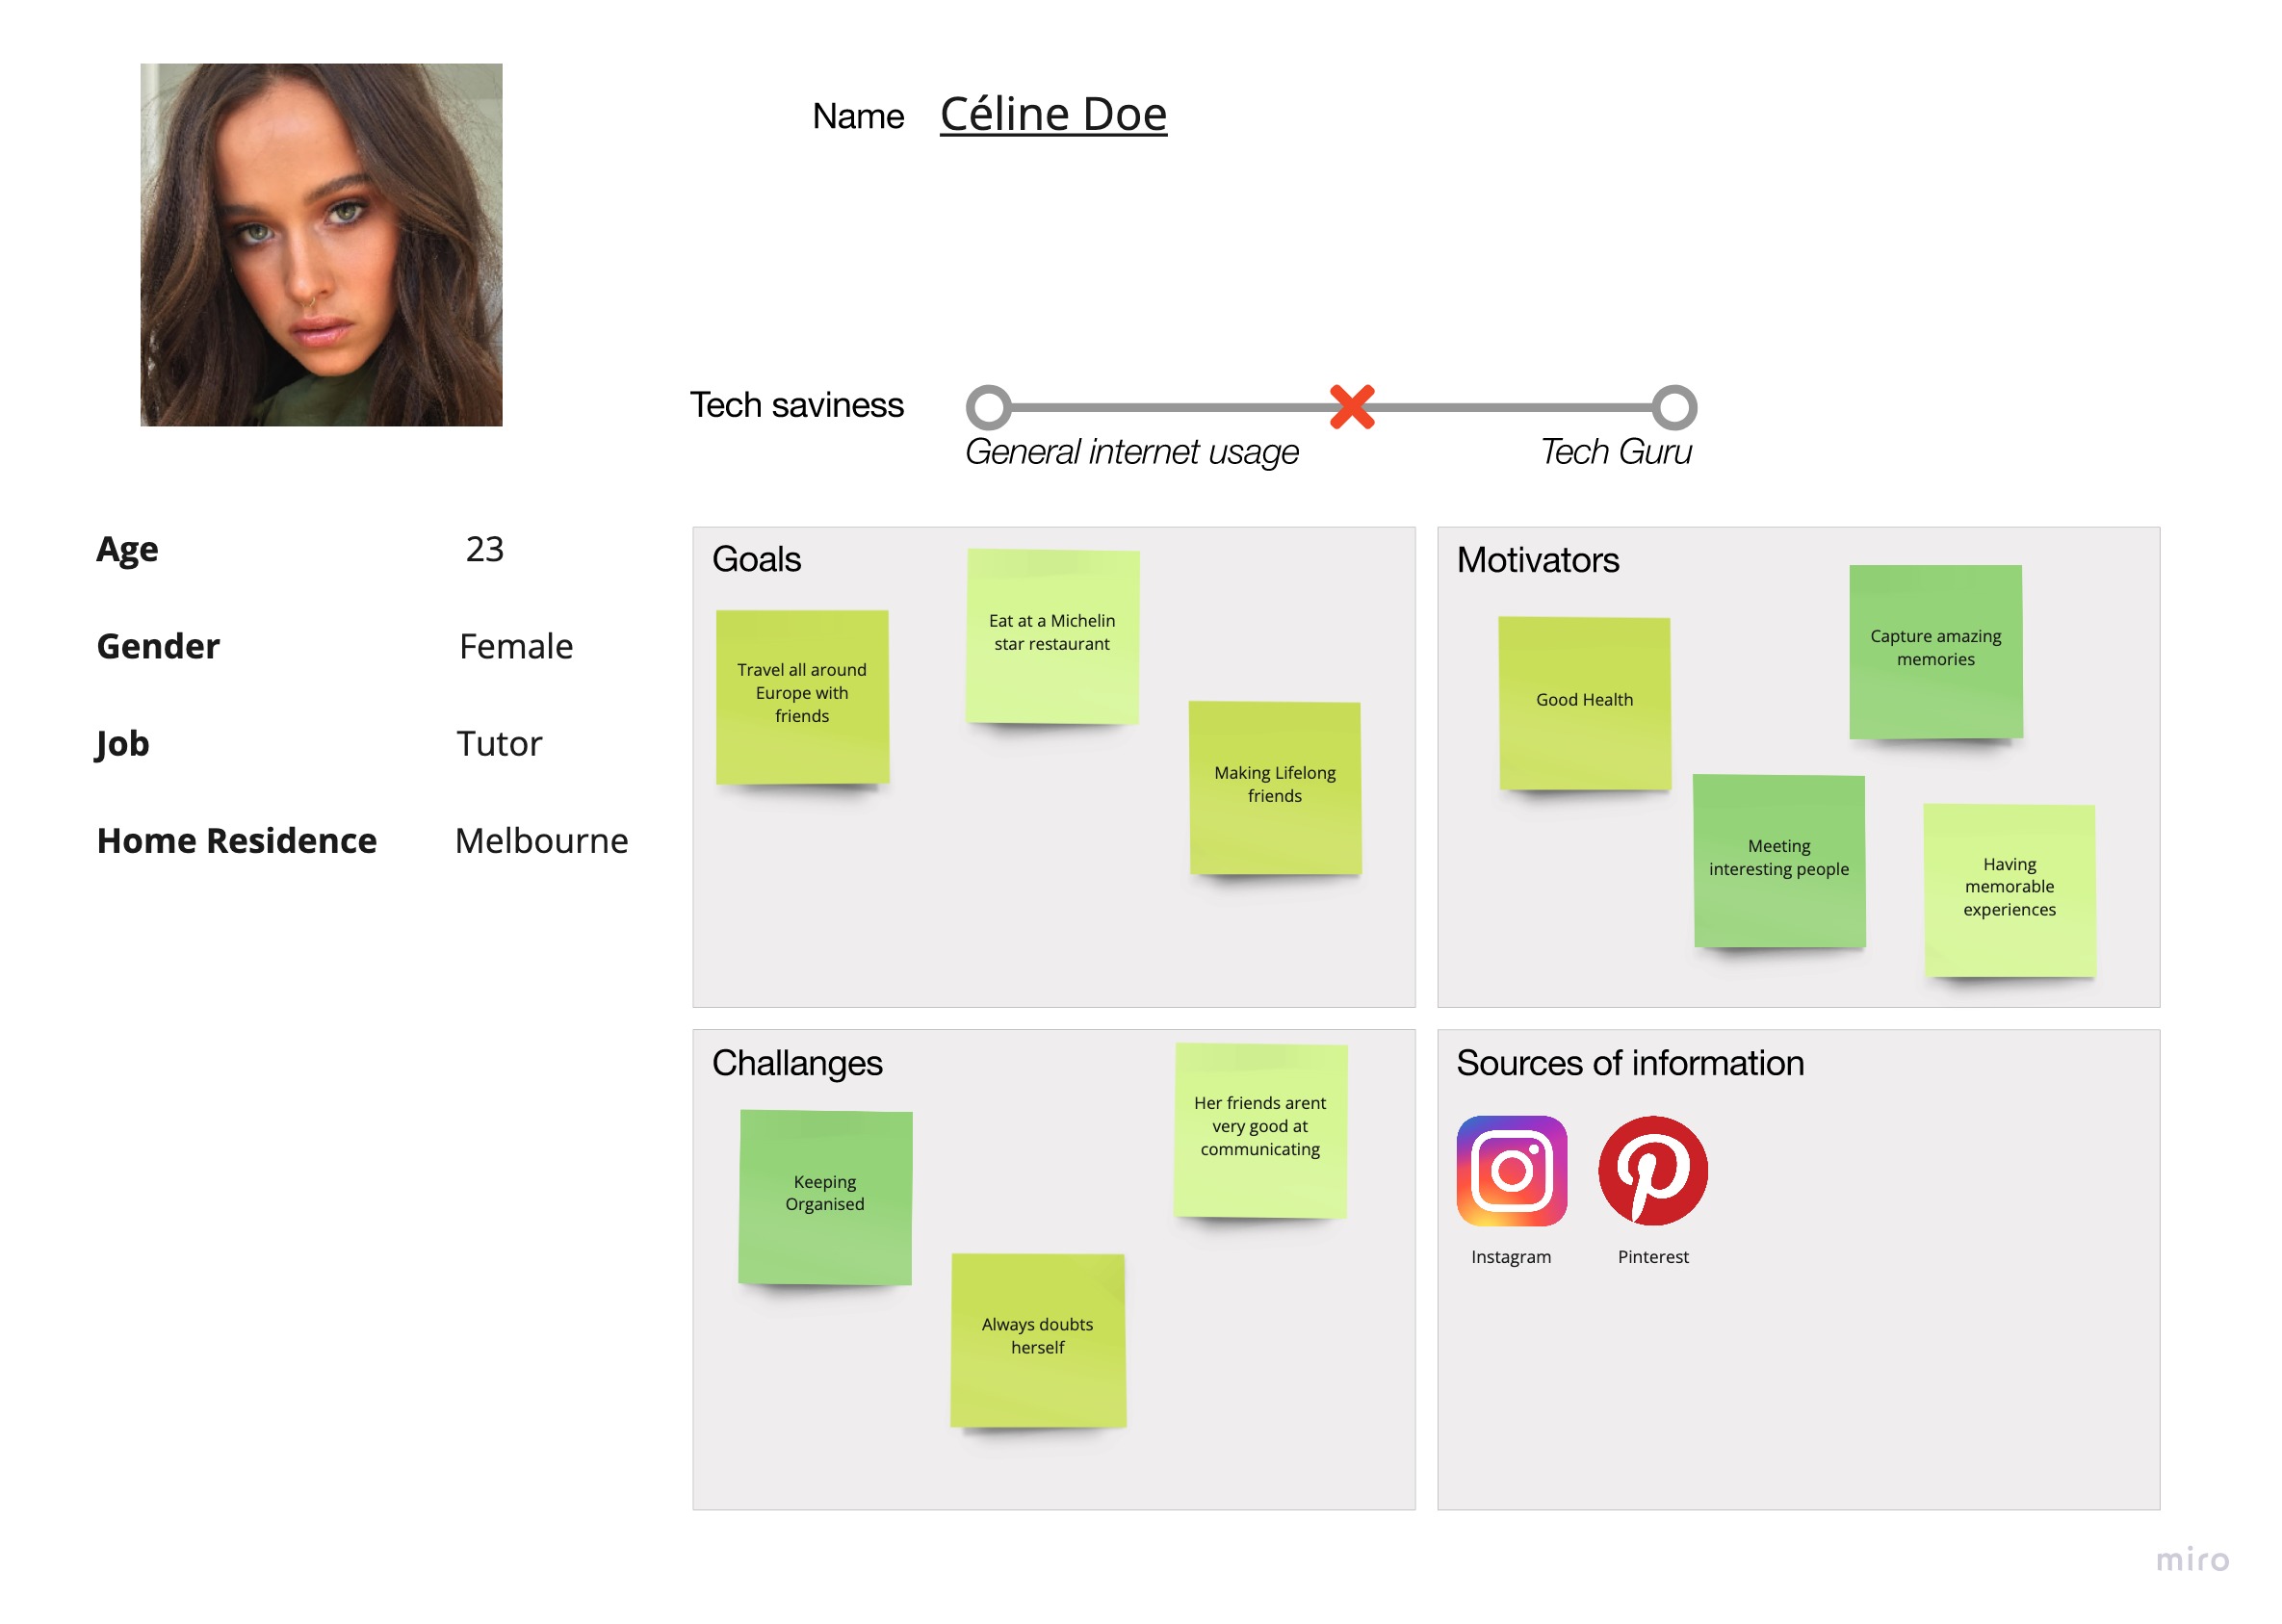 Name Céline Doe
Tech saviness
General internet usage Tech Guru
Age 23
Gender Female
Job Tutor
Home Residence Melbourne
Goals
Travel all around
Europe with
friends
Eat at a Michelin
star restaurant
Making Lifelong
friends
Motivators
Good Health
Capture amazing
memories
Meeting
interesting people
Having
memorable
experiences
Challanges
Keeping
Organised
Always doubts
herself
Her friends arent
very good at
communicating
Sources of information
Instagram
Pinterest
miro